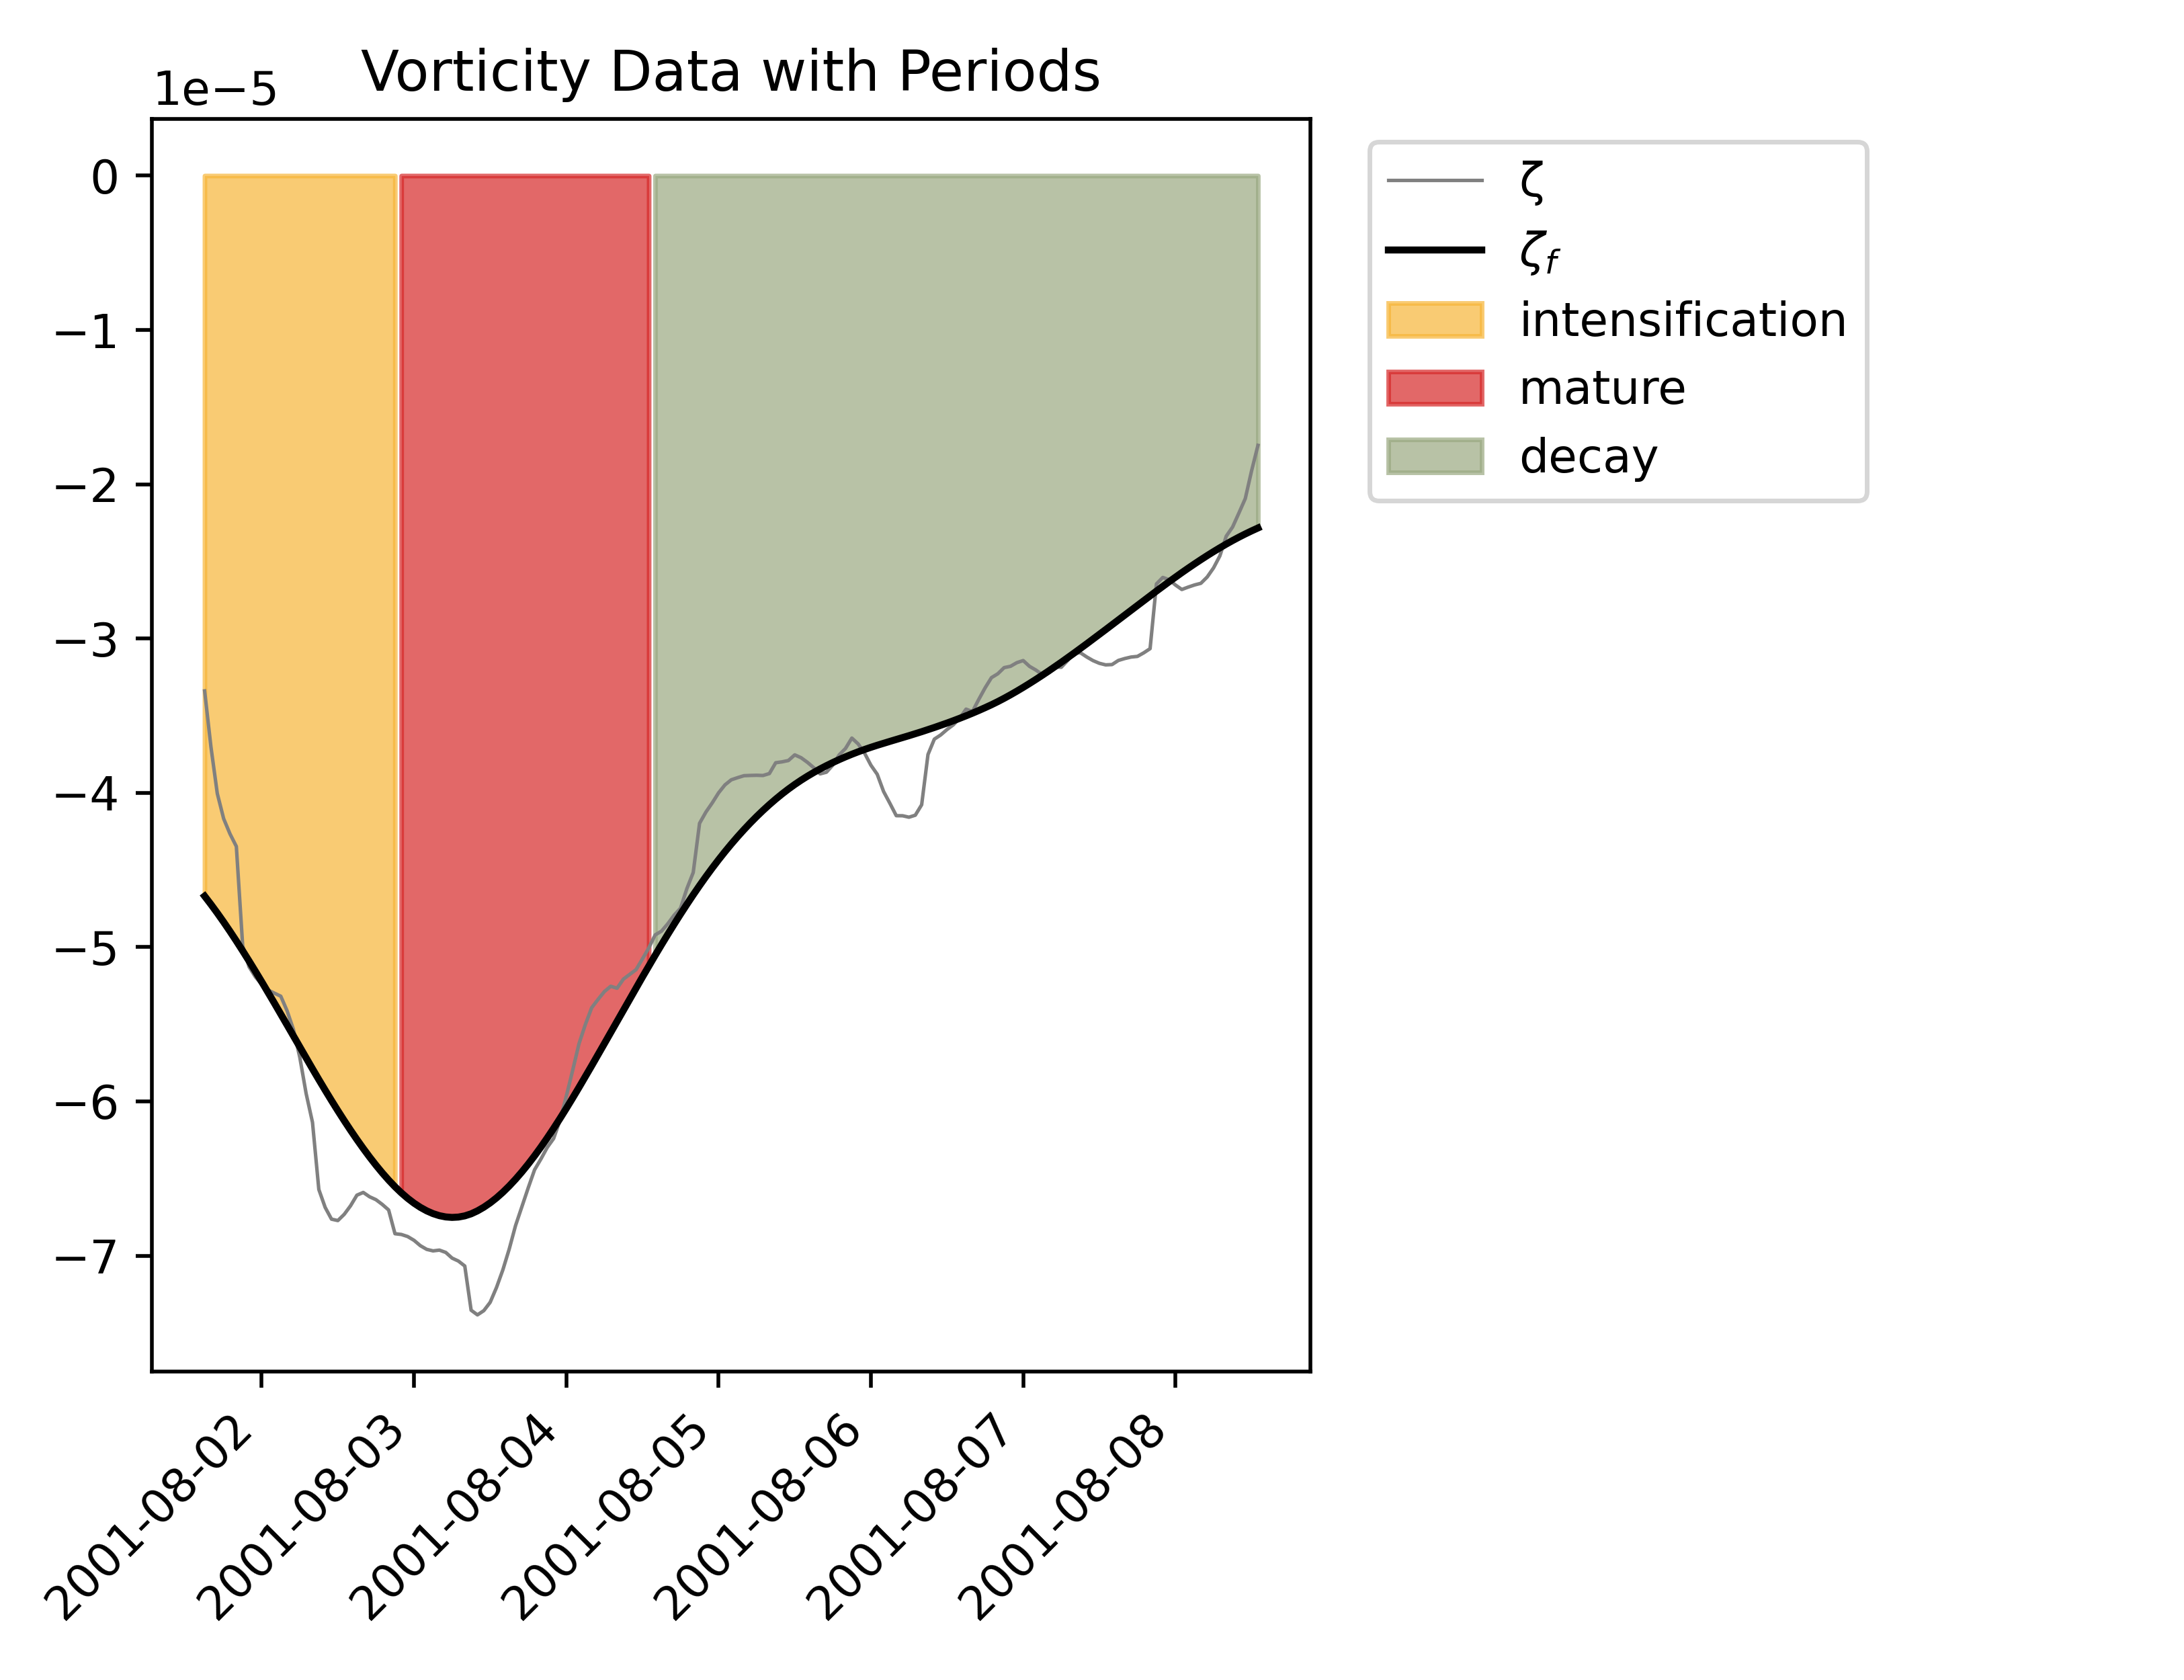 Vorticity Data with Periods
1e−5
0
−1
−2
−3
−4
−5
−6
−7
2001-08-02
2001-08-03
2001-08-04
2001-08-05
2001-08-06
2001-08-07
2001-08-08
ζ
ζf
intensification
mature
decay